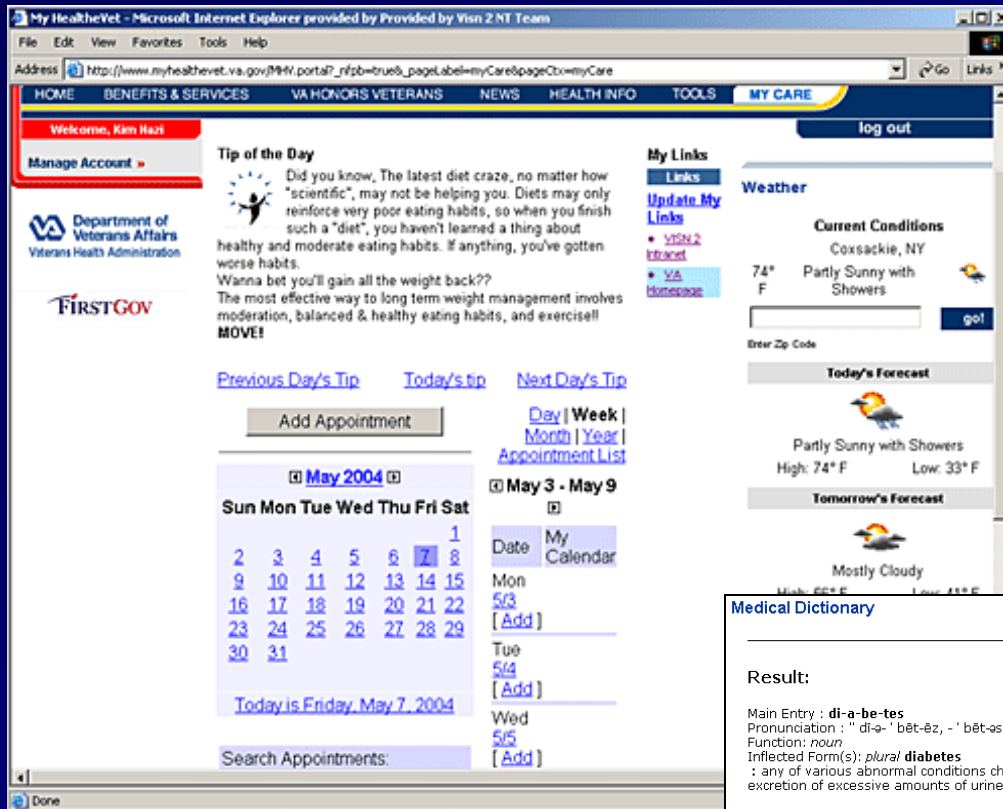 My HealtheVet - Microsoft Internet Explorer provided by Provided by Visn 2 NT Team
File Edit View Favorites Tools Help
Address http://www.myhealthevet.va.gov/MHV.portal?_nfpb=true&_pageLabel=myCare&pageCtx=myCare Go Links
HOME BENEFITS & SERVICES VA HONORS VETERANS NEWS HEALTH INFO TOOLS MY CARE
Welcome, Kim Nazi
Manage Account »
Department of
Veterans Affairs
Veterans Health Administration
FIRSTGOV
Tip of the Day
Did you know, The latest diet craze, no matter how
"scientific", may not be helping you. Diets may only
reinforce very poor eating habits, so when you finish
such a "diet", you haven't learned a thing about
healthy and moderate eating habits. If anything, you've gotten
worse habits.
Wanna bet you'll gain all the weight back??
The most effective way to long term weight management involves
moderation, balanced & healthy eating habits, and exercise!!
MOVE!
Previous Day's Tip Today's tip Next Day's Tip
Add Appointment
May 2004
Sun Mon Tue Wed Thu Fri Sat
1
2 3 4 5 6 7 8
9 10 11 12 13 14 15
16 17 18 19 20 21 22
23 24 25 26 27 28 29
30 31
Today is Friday, May 7, 2004
Search Appointments:
Day | Week |
Month | Year |
Appointment List
May 3 - May 9
Date My
Calendar
Mon
5/3
[ Add ]
Tue
5/4
[ Add ]
Wed
5/5
[ Add ]
My Links
Links
Update My
Links
• VISN 2
Intranet
• VA
Homepage
log out
Weather
Current Conditions
Coxsackie, NY
74°
F
Partly Sunny with
Showers
go!
Enter Zip Code
Today's Forecast
Partly Sunny with Showers
High: 74° F Low: 33° F
Tomorrow's Forecast
Mostly Cloudy
High: 66° F Low: 41° F
Medical Dictionary
Result:
Main Entry : di-a-be-tes
Pronunciation : " dī-ə- ' bēt-ēz, - ' bēt-əs
Function: noun
Inflected Form(s): plural diabetes
: any of various abnormal conditions ch
excretion of excessive amounts of urine
Done